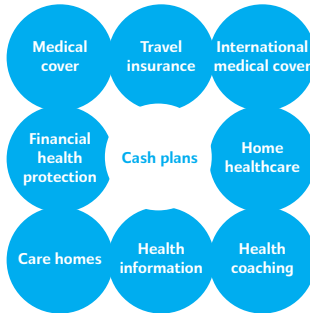 Medical
cover
Travel
insurance
International
medical cover
Financial
health
protection
Cash plans
Home
healthcare
Care homes
Health
information
Health
coaching